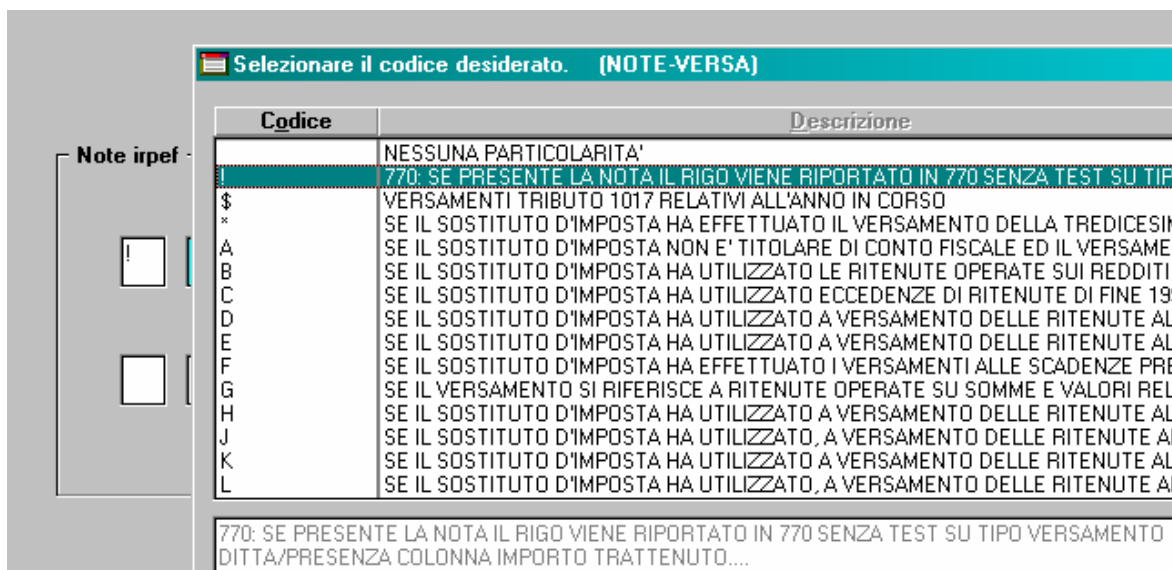 Selezionare il codice desiderato. (NOTE-VERSA)
Codice Descrizione
Note irpef
NESSUNA PARTICOLARITA'
! 770: SE PRESENTE LA NOTA IL RIGO VIENE RIPORTATO IN 770 SENZA TEST SU TIP
$ VERSAMENTI TRIBUTO 1017 RELATIVI ALL'ANNO IN CORSO
* SE IL SOSTITUTO D'IMPOSTA HA EFFETTUATO IL VERSAMENTO DELLA TREDICESIM
!
A SE IL SOSTITUTO D'IMPOSTA NON E' TITOLARE DI CONTO FISCALE ED IL VERSAME
B SE IL SOSTITUTO D'IMPOSTA HA UTILIZZATO LE RITENUTE OPERATE SUI REDDITI
C SE IL SOSTITUTO D'IMPOSTA HA UTILIZZATO ECCEDENZE DI RITENUTE DI FINE 19
D SE IL SOSTITUTO D'IMPOSTA HA UTILIZZATO A VERSAMENTO DELLE RITENUTE AL
E SE IL SOSTITUTO D'IMPOSTA HA UTILIZZATO A VERSAMENTO DELLE RITENUTE AL
F SE IL SOSTITUTO D'IMPOSTA HA EFFETTUATO I VERSAMENTI ALLE SCADENZE PRE
G SE IL VERSAMENTO SI RIFERISCE A RITENUTE OPERATE SU SOMME E VALORI REL
H SE IL SOSTITUTO D'IMPOSTA HA UTILIZZATO A VERSAMENTO DELLE RITENUTE AL
J SE IL SOSTITUTO D'IMPOSTA HA UTILIZZATO, A VERSAMENTO DELLE RITENUTE A
K SE IL SOSTITUTO D'IMPOSTA HA UTILIZZATO A VERSAMENTO DELLE RITENUTE AL
L SE IL SOSTITUTO D'IMPOSTA HA UTILIZZATO, A VERSAMENTO DELLE RITENUTE A
770: SE PRESENTE LA NOTA IL RIGO VIENE RIPORTATO IN 770 SENZA TEST SU TIPO VERSAMENTO
DITTA/PRESENZA COLONNA IMPORTO TRATTENUTO....